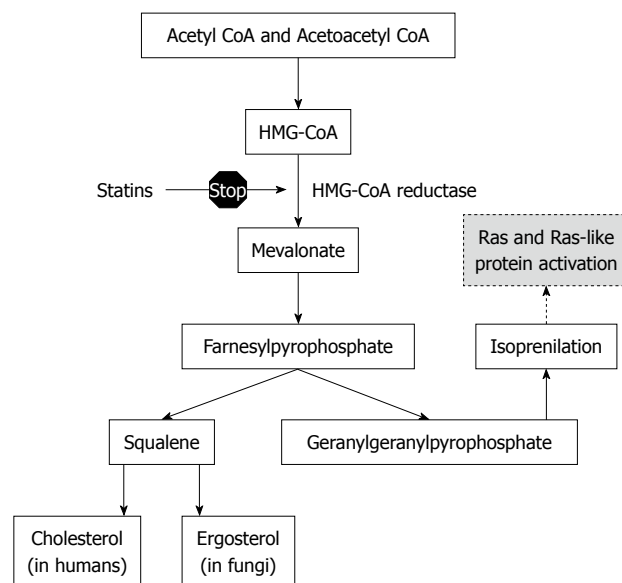 Acetyl CoA and Acetoacetyl CoA
HMG-CoA
Statins
Stop
HMG-CoA reductase
Mevalonate
Ras and Ras-like
protein activation
Farnesylpyrophosphate
Isoprenilation
Squalene
Geranylgeranylpyrophosphate
Cholesterol
(in humans)
Ergosterol
(in fungi)